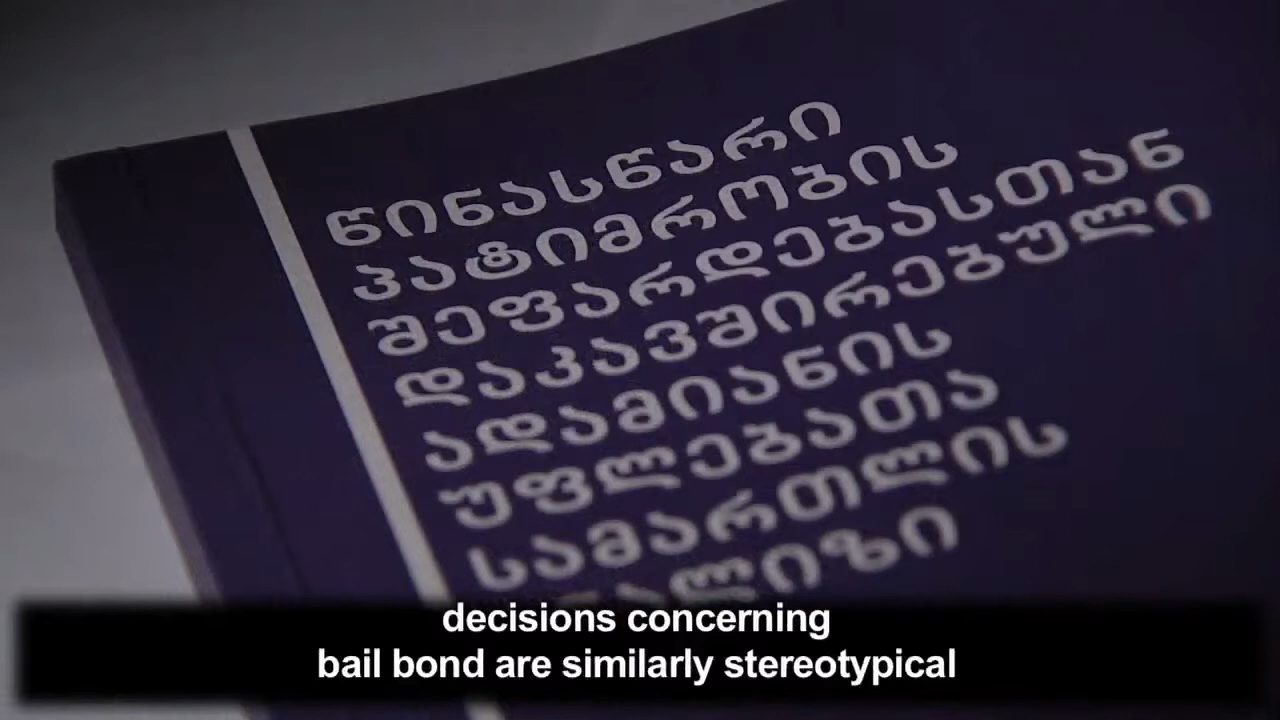 წინასწარი
პატიმრობის
შეფარდებასთან
დაკავშირებული
ადამიანის
უფლებათა
სამართლის
decisions concerning
bail bond are similarly stereotypical